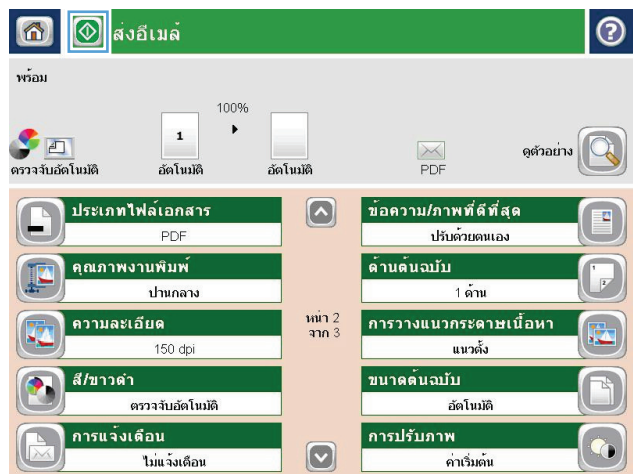 ส่งอีเมล์
พร้อม
100%
1
ตรวจจับอัตโนมัติ
อัตโนมัติ
อัตโนมัติ
PDF
ดูตัวอย่าง
ประเภทไฟล์เอกสาร
PDF
ข้อความ/ภาพที่ดีที่สุด
ปรับด้วยตนเอง
คุณภาพงานพิมพ์
ปานกลาง
ด้านต้นฉบับ
1 ด้าน
ความละเอียด
150 dpi
หน้า 2
จาก 3
การวางแนวกระดาษเนื้อหา
แนวตั้ง
สี/ขาวดำ
ตรวจจับอัตโนมัติ
ขนาดต้นฉบับ
อัตโนมัติ
การแจ้งเตือน
ไม่แจ้งเตือน
การปรับภาพ
ค่าเริ่มต้น